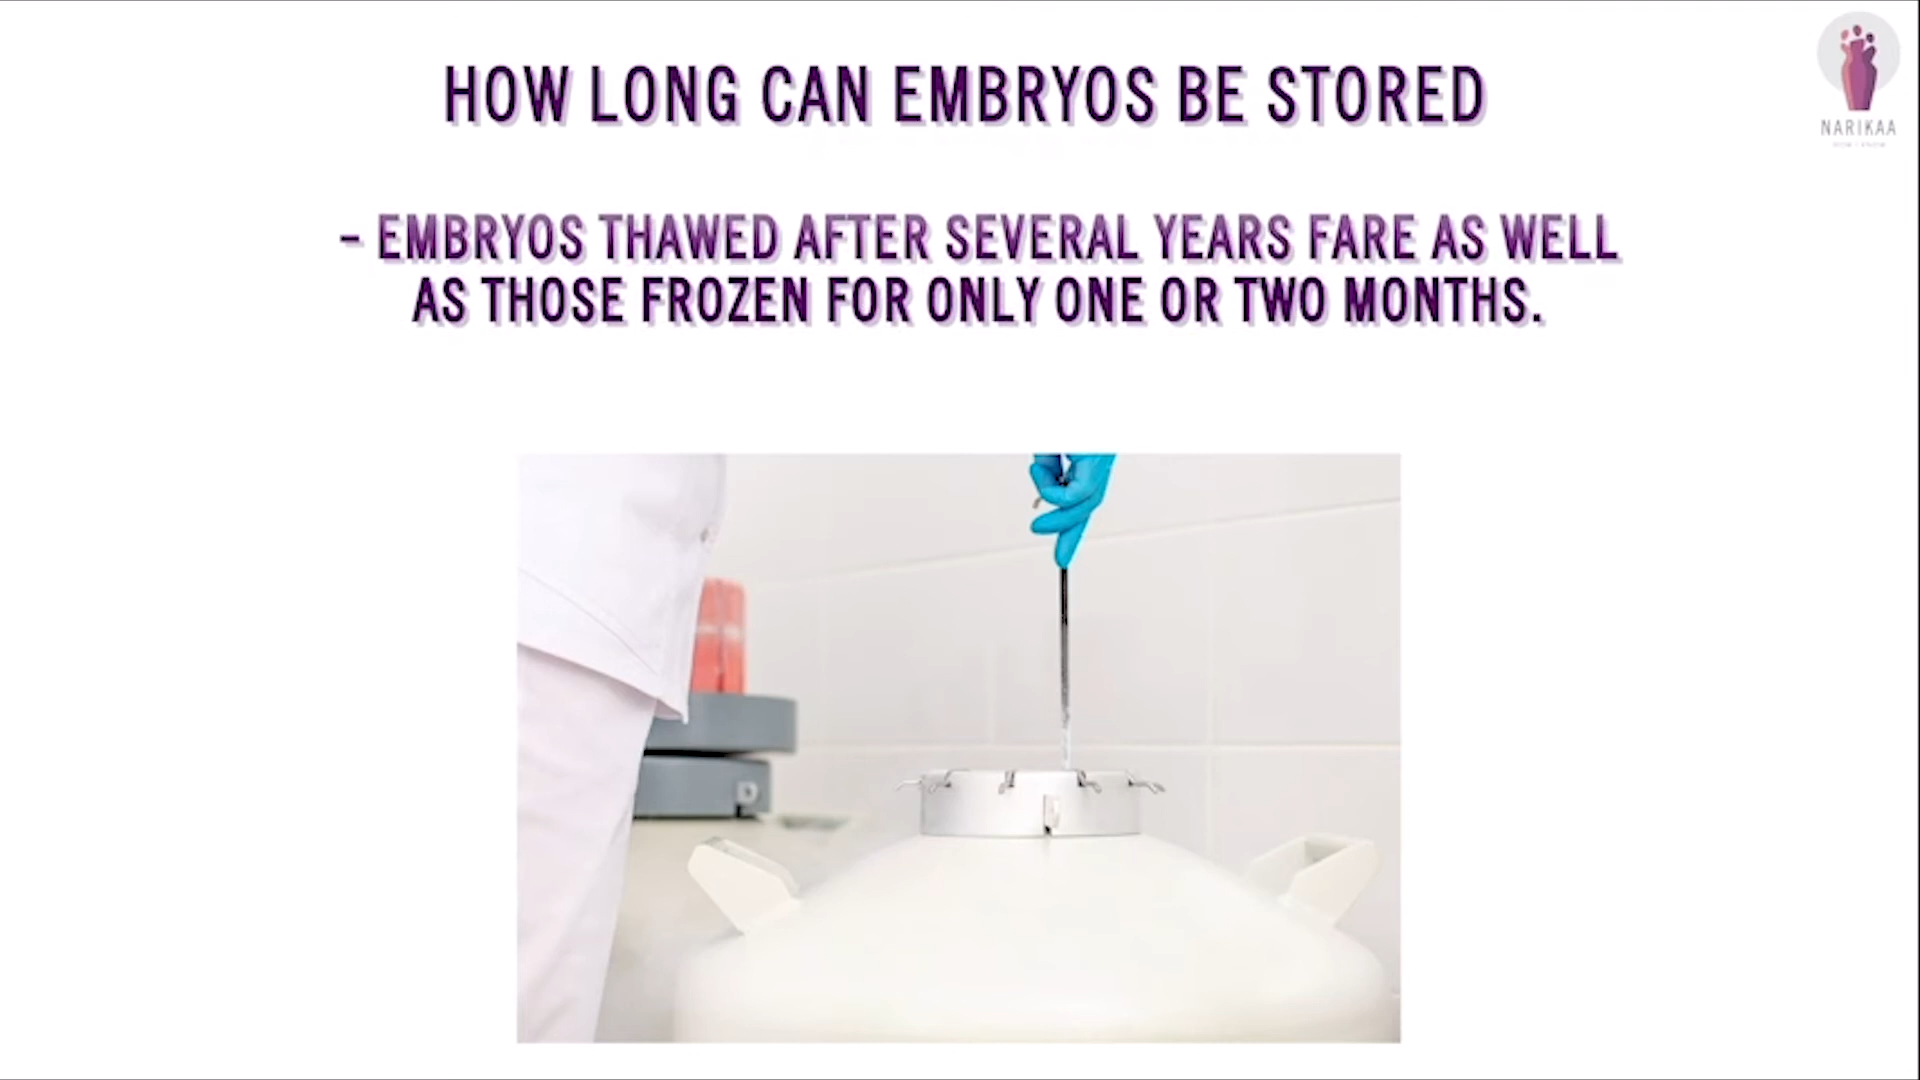 HOW LONG CAN EMBRYOS BE STORED
- EMBRYOS THAWED AFTER SEVERAL YEARS FARE AS WELL
AS THOSE FROZEN FOR ONLY ONE OR TWO MONTHS.
NARIKAA